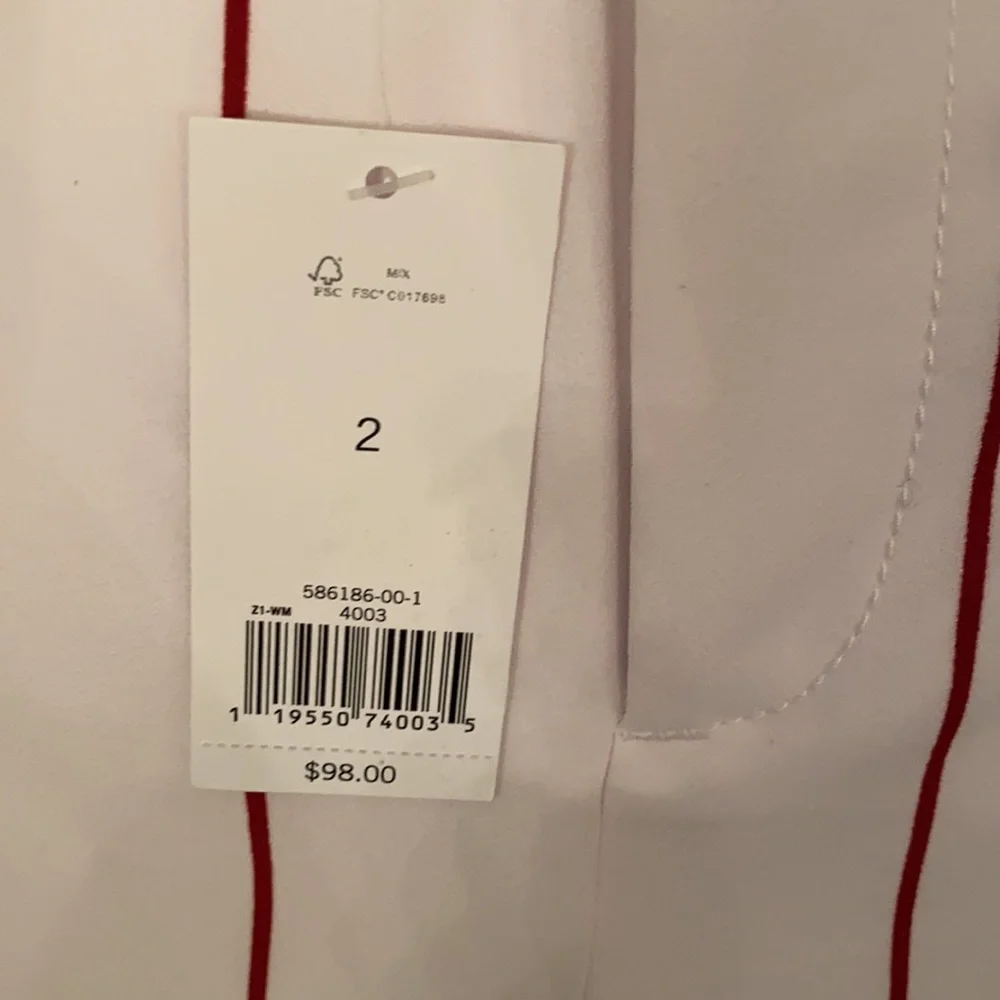 MIX
FSC FSC® C017698
2
586186-00-1
Z1-WM 4003
1 19550 74003 5
$98.00